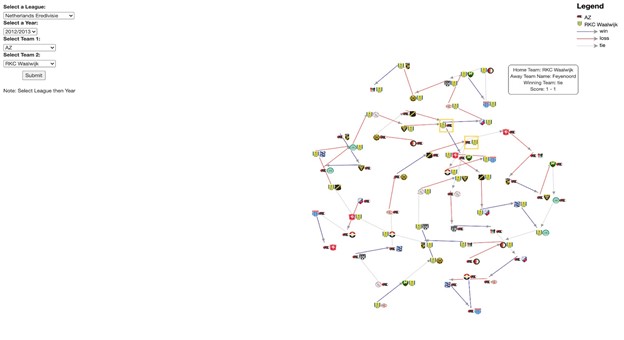 Select a League:
Netherlands Eredivisie
Select a Year:
2012/2013
Select Team 1:
AZ
Select Team 2:
RKC Waalwijk
Submit
Note: Select League then Year
Legend
AZ
RKC Waalwijk
win
loss
tie
Home Team: RKC Waalwijk
Away Team Name: Feyenoord
Winning Team: tie
Score: 1 - 1